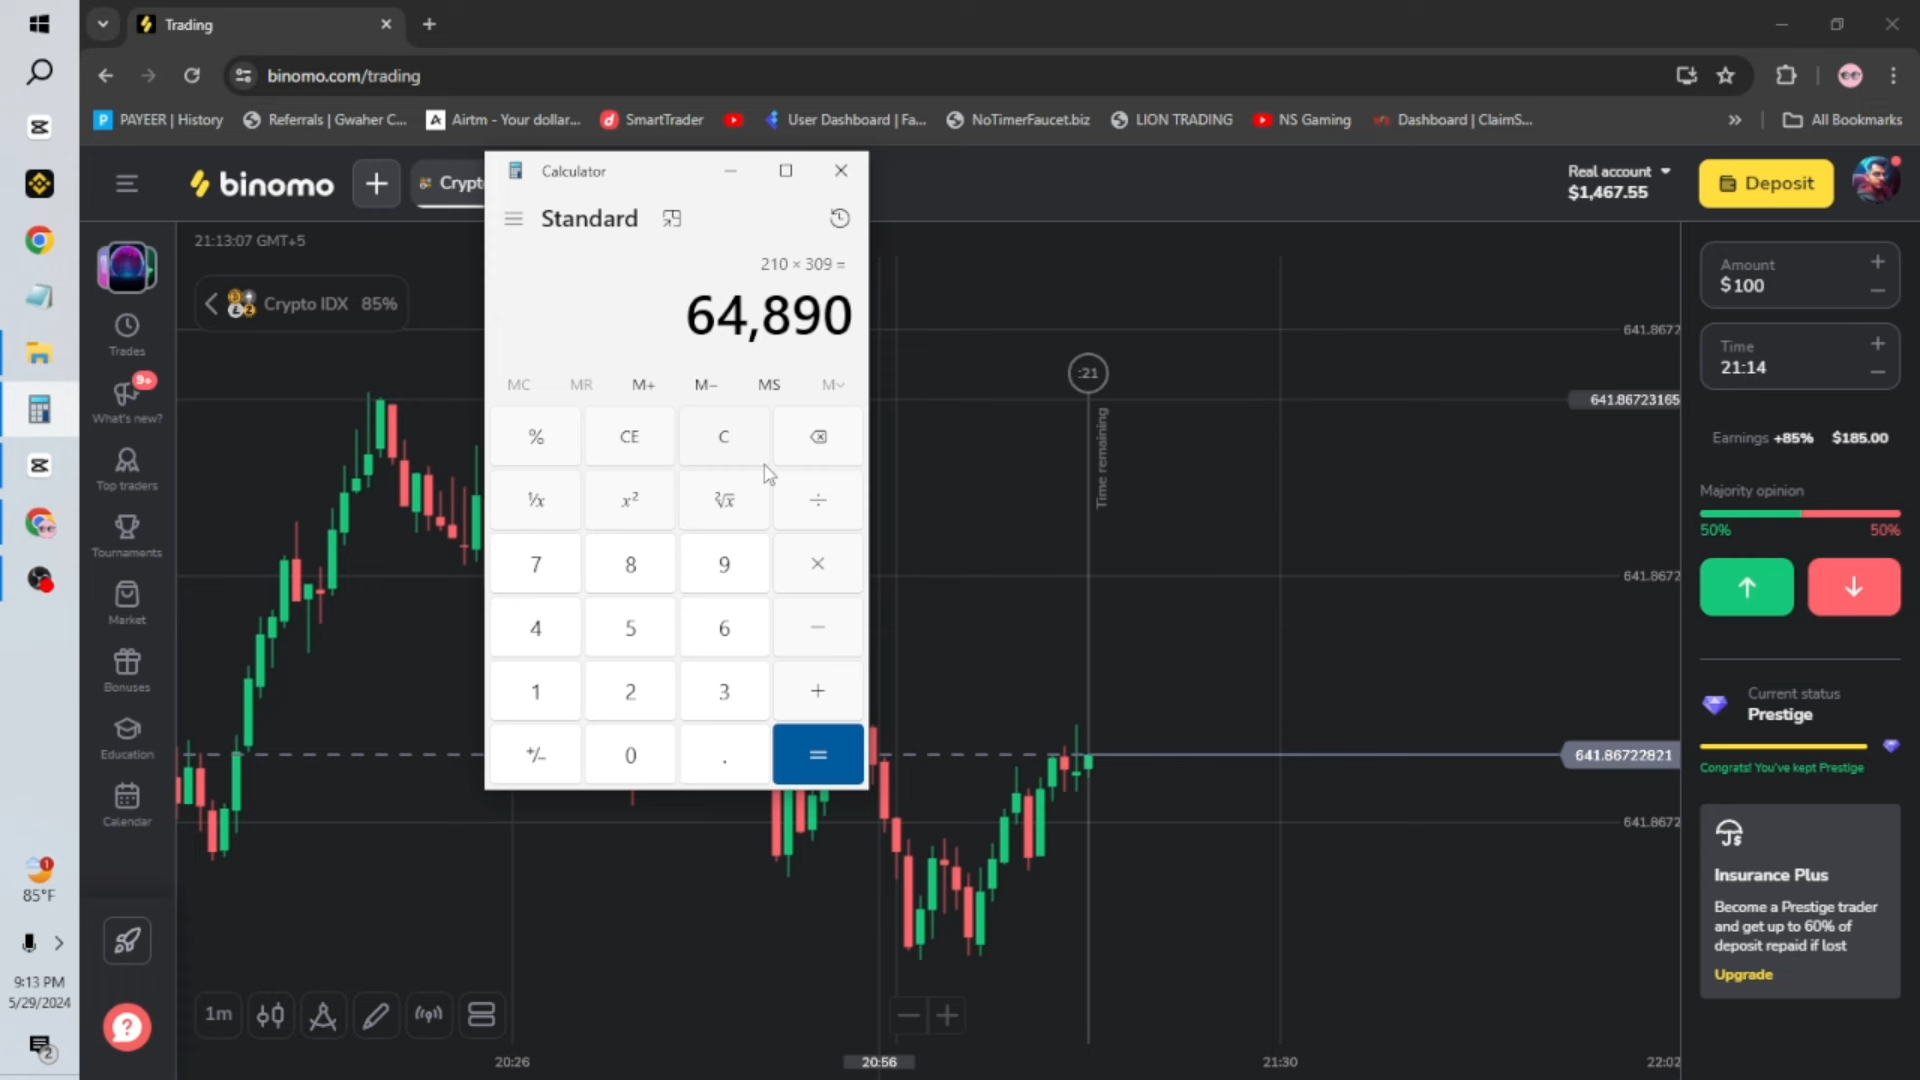 Trading
binomo.com/trading
PAYEER | History
Referrals | Gwaher C...
Airtm - Your dollar...
SmartTrader
User Dashboard | Fa...
NoTimerFaucet.biz
LION TRADING
NS Gaming
Dashboard | ClaimS...
All Bookmarks
binomo
Crypt
Real account
$1,467.55
Deposit
21:13:07 GMT+5
Crypto IDX 85%
Calculator
Standard
210 × 309 =
64,890
MC MR M+ M− MS M
% CE C
1/x x² ²√x ÷
7 8 9 ×
4 5 6 −
1 2 3 +
+/− 0 . =
Trades
9+
What's new?
Top traders
Tournaments
Market
Bonuses
Education
Calendar
:21
Time remaining
641.8672
641.86723165
641.8672
641.86722821
641.8672
Amount
$100
Time
21:14
Earnings +85% $185.00
Majority opinion
50% 50%
Current status
Prestige
Congrats! You've kept Prestige
Insurance Plus
Become a Prestige trader
and get up to 60% of
deposit repaid if lost
Upgrade
1m
20:26 20:56 21:30 22:02
1
85°F
9:13 PM
5/29/2024
2